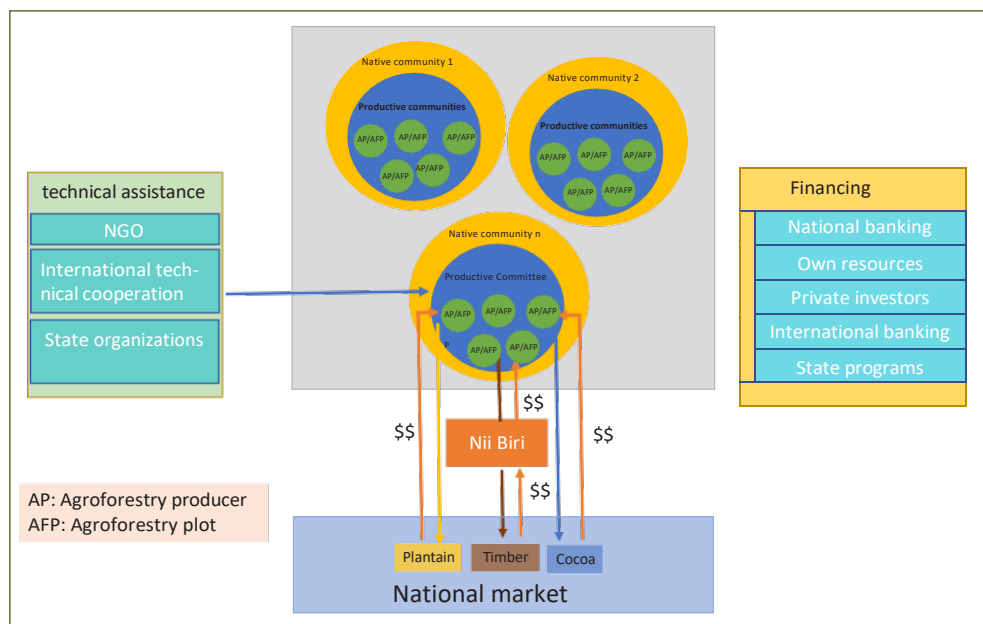 Native community 1
Productive communities
AP/AFP
AP/AFP
AP/AFP
AP/AFP
AP/AFP
Native community 2
Productive communities
AP/AFP
AP/AFP
AP/AFP
AP/AFP
AP/AFP
technical assistance
NGO
International tech-
nical cooperation
State organizations
Native community n
Productive Committee
AP/AFP
AP/AFP
AP/AFP
P
AP/AFP
AP/AFP
Financing
National banking
Own resources
Private investors
International banking
State programs
$$
$$
$$
Nii Biri
$$
AP: Agroforestry producer
AFP: Agroforestry plot
Plantain
Timber
Cocoa
National market